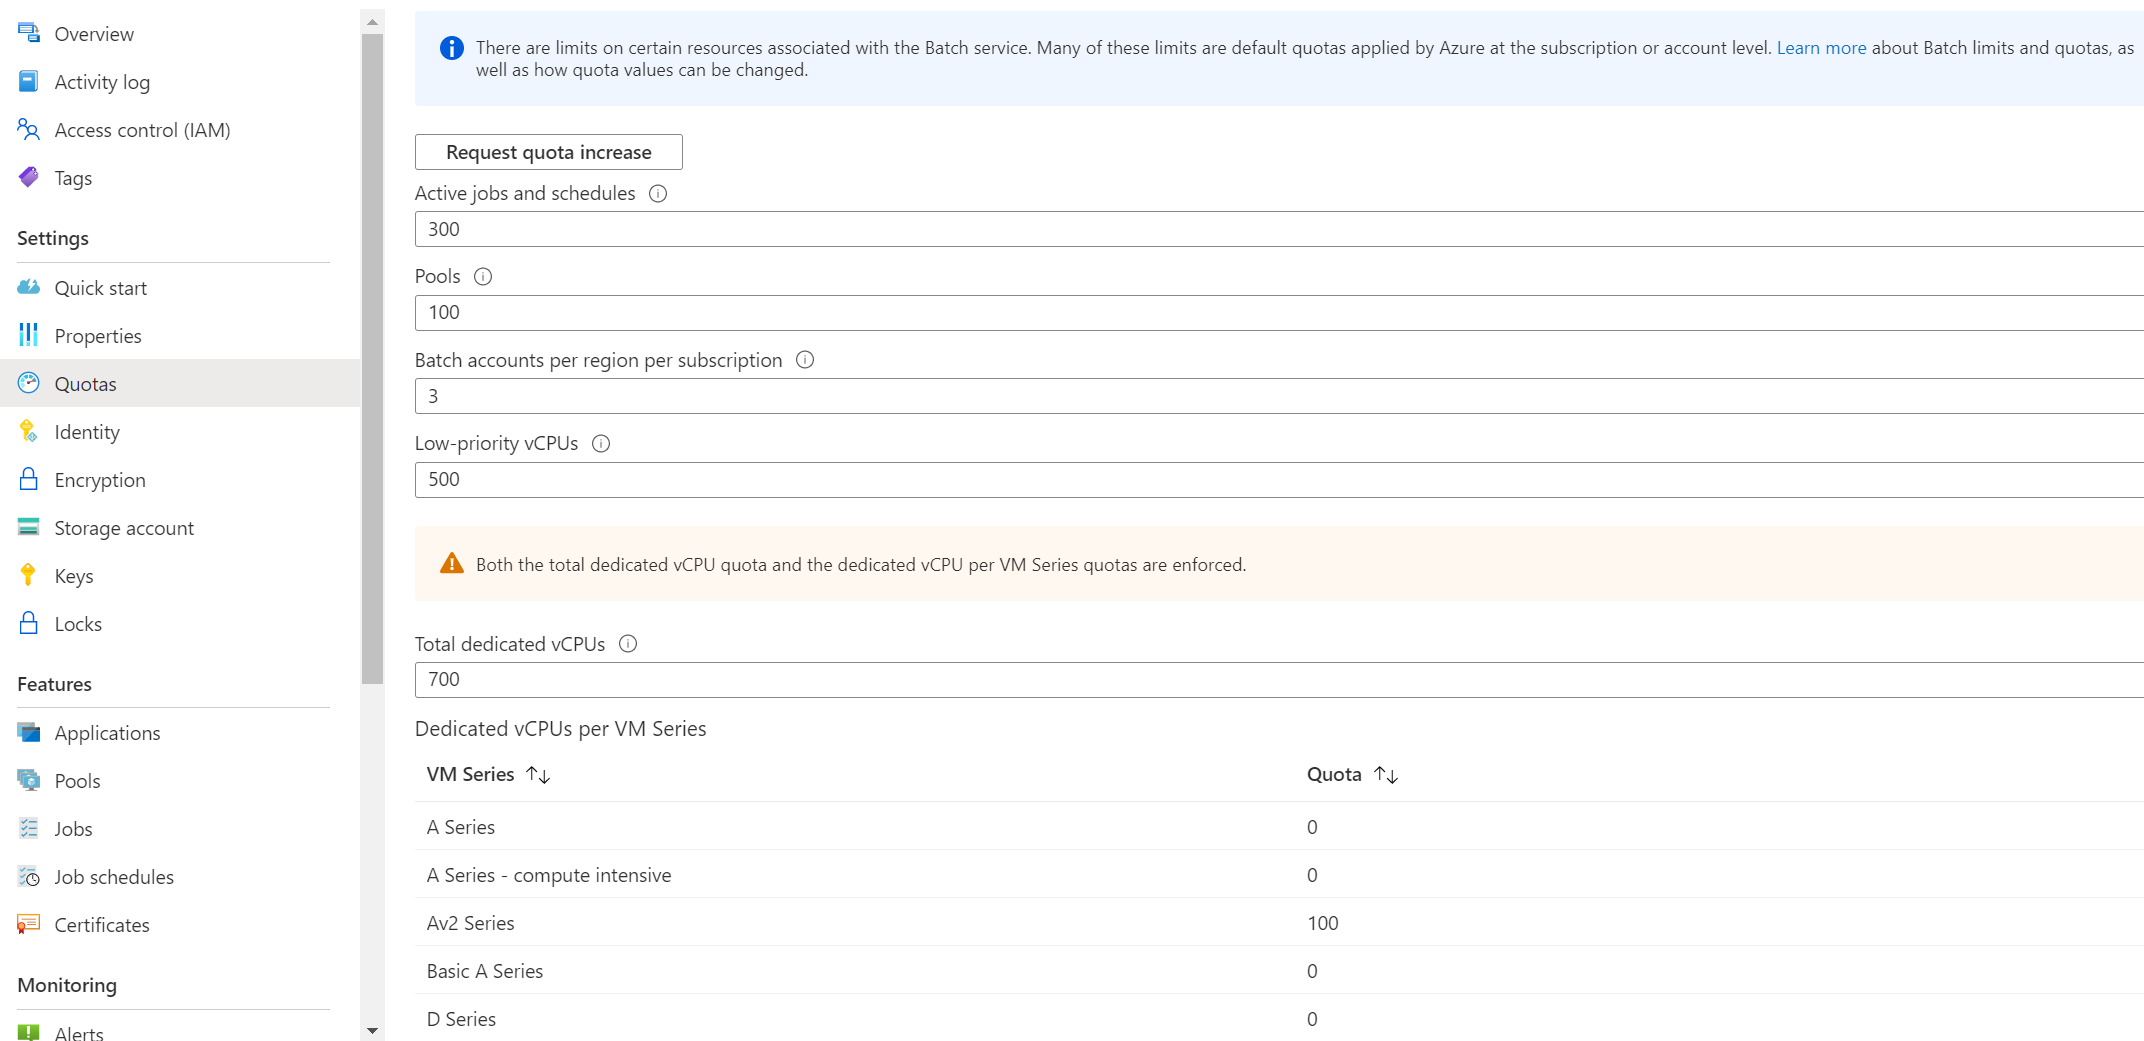 Overview
Activity log
Access control (IAM)
Tags
Settings
Quick start
Properties
Quotas
Identity
Encryption
Storage account
Keys
Locks
Features
Applications
Pools
Jobs
Job schedules
Certificates
Monitoring
Alerts
There are limits on certain resources associated with the Batch service. Many of these limits are default quotas applied by Azure at the subscription or account level. Learn more about Batch limits and quotas, as
well as how quota values can be changed.
Request quota increase
Active jobs and schedules
300
Pools
100
Batch accounts per region per subscription
3
Low-priority vCPUs
500
Both the total dedicated vCPU quota and the dedicated vCPU per VM Series quotas are enforced.
Total dedicated vCPUs
700
Dedicated vCPUs per VM Series
VM Series Quota
A Series 0
A Series - compute intensive 0
Av2 Series 100
Basic A Series 0
D Series 0